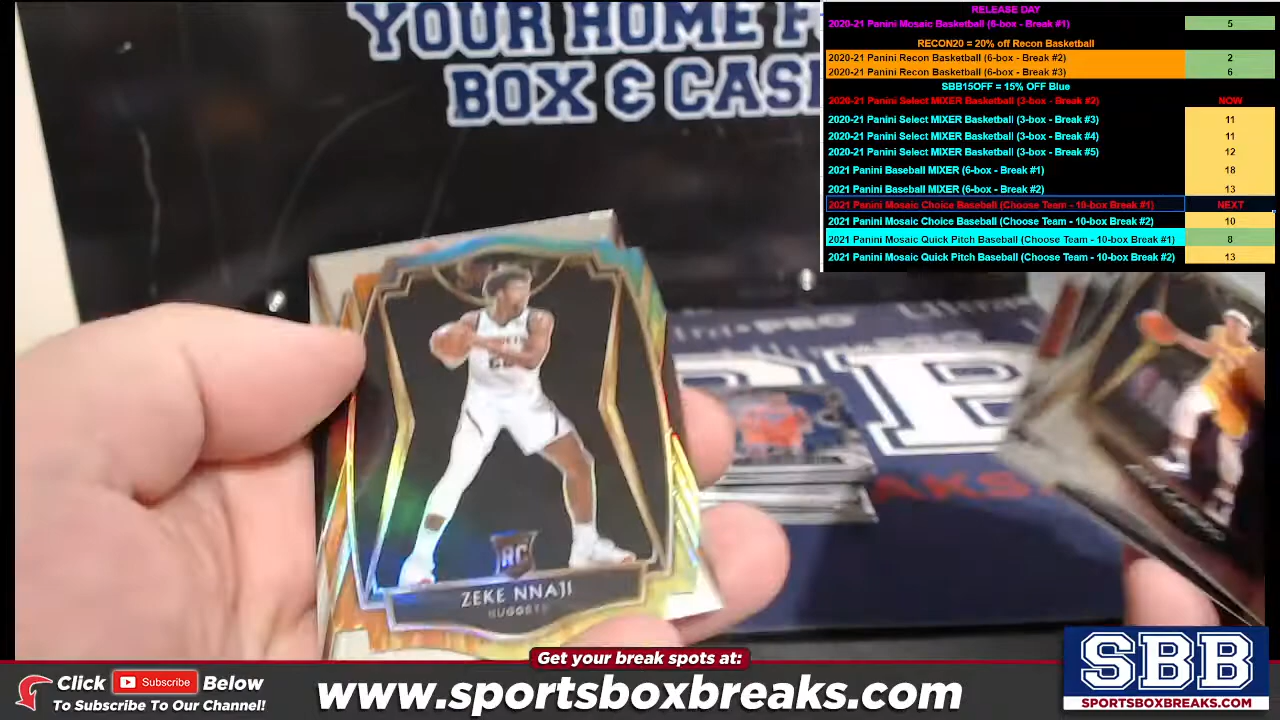 YOUR HOME F
BOX & CAS
RELEASE DAY
2020-21 Panini Mosaic Basketball (6-box - Break #1) 5
RECON20 = 20% off Recon Basketball
2020-21 Panini Recon Basketball (6-box - Break #2) 2
2020-21 Panini Recon Basketball (6-box - Break #3) 6
SBB15OFF = 15% OFF Blue
2020-21 Panini Select MIXER Basketball (3-box - Break #2) NOW
2020-21 Panini Select MIXER Basketball (3-box - Break #3) 11
2020-21 Panini Select MIXER Basketball (3-box - Break #4) 11
2020-21 Panini Select MIXER Basketball (3-box - Break #5) 12
2021 Panini Baseball MIXER (6-box - Break #1) 18
2021 Panini Baseball MIXER (6-box - Break #2) 13
2021 Panini Mosaic Choice Baseball (Choose Team - 10-box Break #1) NEXT
2021 Panini Mosaic Choice Baseball (Choose Team - 10-box Break #2) 10
2021 Panini Mosaic Quick Pitch Baseball (Choose Team - 10-box Break #1) 8
2021 Panini Mosaic Quick Pitch Baseball (Choose Team - 10-box Break #2) 13
RC
ZEKE NNAJI
NUGGETS
Get your break spots at:
Click Subscribe Below
To Subscribe To Our Channel!
www.sportsboxbreaks.com
SBB
SPORTSBOXBREAKS.COM